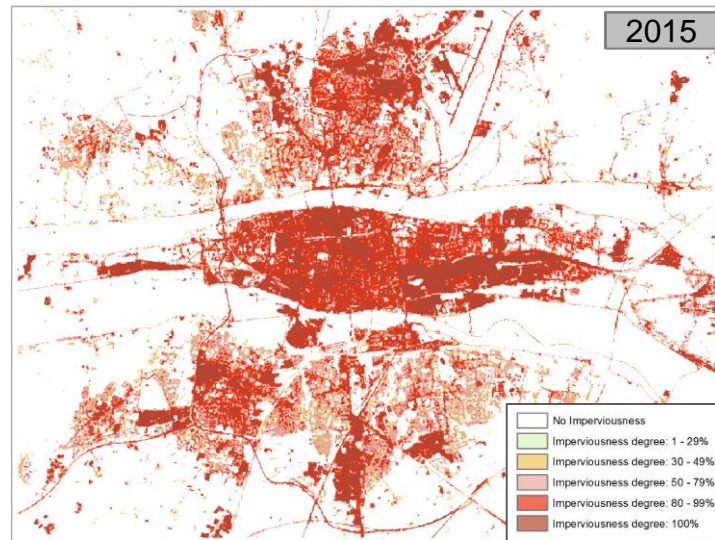 2015
No Imperviousness
Imperviousness degree: 1 - 29%
Imperviousness degree: 30 - 49%
Imperviousness degree: 50 - 79%
Imperviousness degree: 80 - 99%
Imperviousness degree: 100%